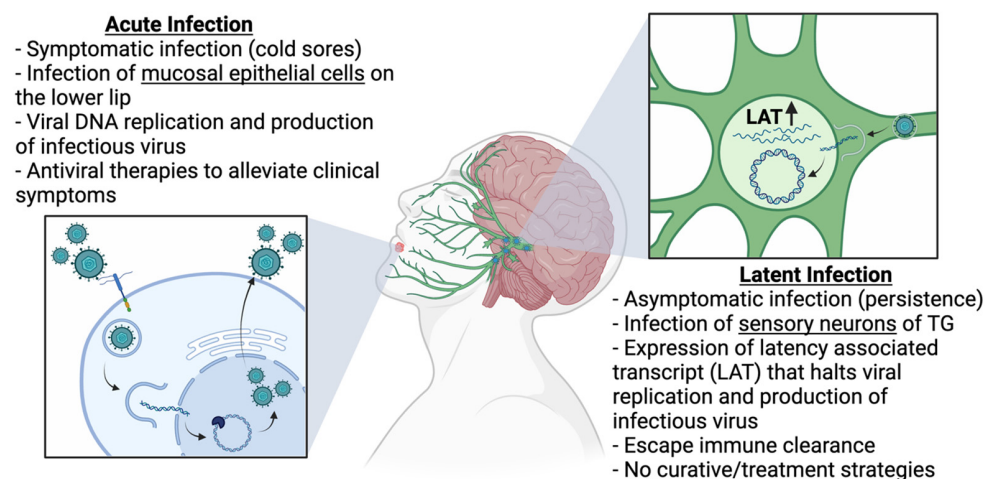 Acute Infection
- Symptomatic infection (cold sores)
- Infection of mucosal epithelial cells on
the lower lip
- Viral DNA replication and production
of infectious virus
- Antiviral therapies to alleviate clinical
symptoms
LAT
Latent Infection
- Asymptomatic infection (persistence)
- Infection of sensory neurons of TG
- Expression of latency associated
transcript (LAT) that halts viral
replication and production of
infectious virus
- Escape immune clearance
- No curative/treatment strategies